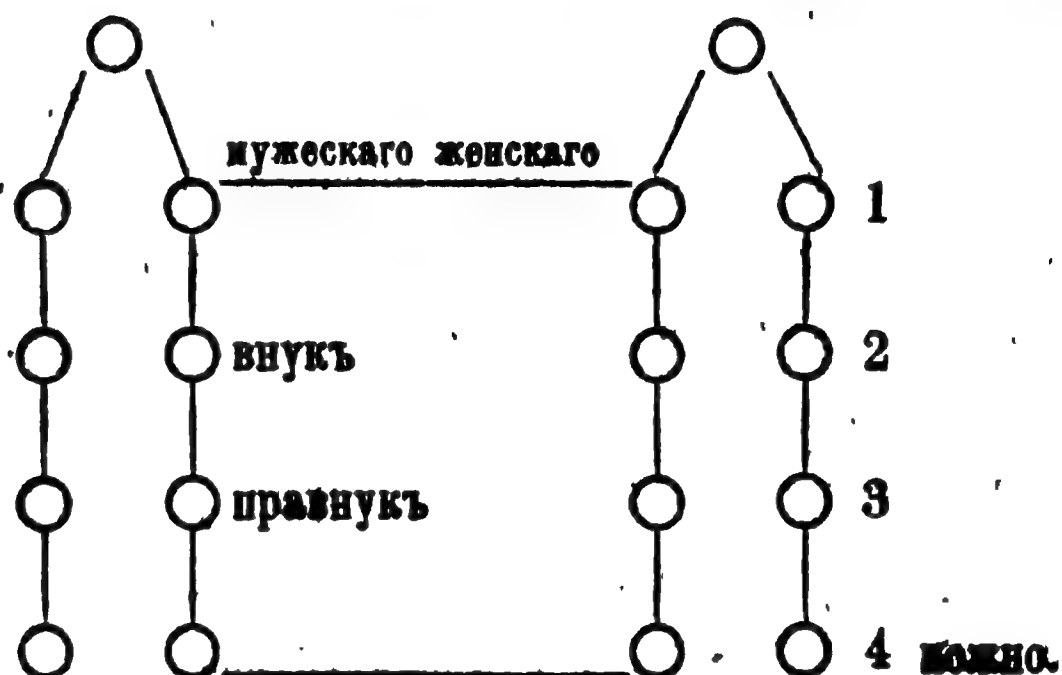 мужескаго женскаго
1
внукъ 2
правнукъ 3
4 можно.